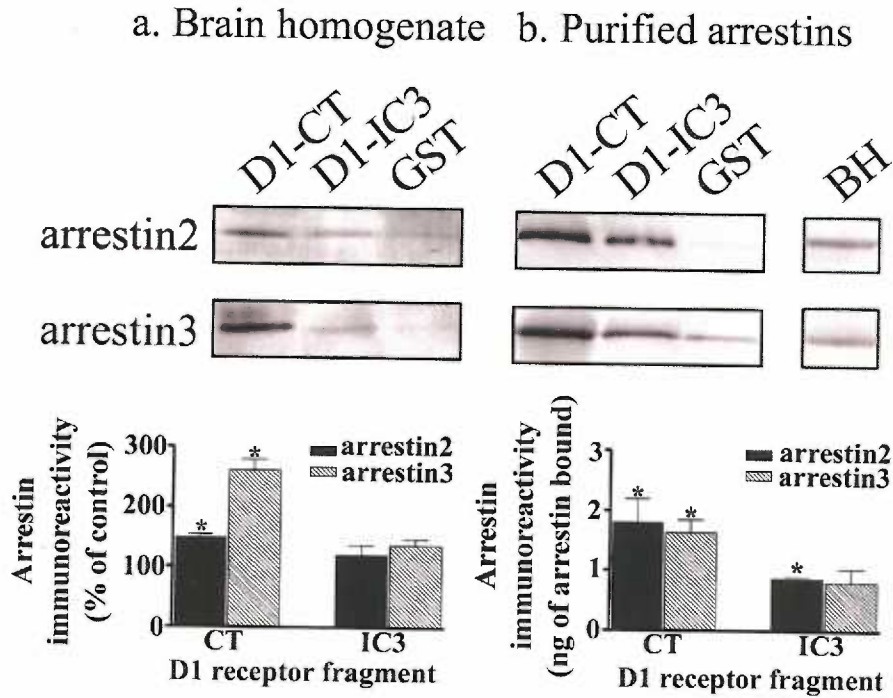 a. Brain homogenate b. Purified arrestins
D1-CT D1-IC3 GST D1-CT D1-IC3 GST BH
arrestin2
arrestin3
Arrestin
immunoreactivity
(% of control)
300
200
100
0
*
*
arrestin2
arrestin3
CT IC3
D1 receptor fragment
Arrestin
immunoreactivity
(ng of arrestin bound)
3
2
1
0
*
*
*
arrestin2
arrestin3
CT IC3
D1 receptor fragment